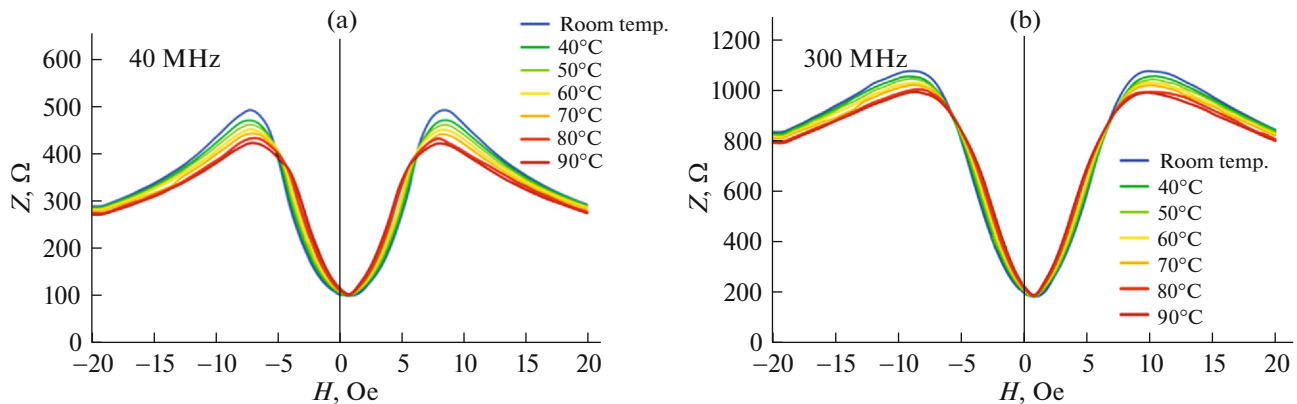 (a)
40 MHz
Room temp.
40°C
50°C
60°C
70°C
80°C
90°C
600
500
400
300
200
100
0
Z, Ω
−20 −15 −10 −5 0 5 10 15 20
H, Oe
(b)
300 MHz
1200
1000
800
600
400
200
0
Z, Ω
Room temp.
40°C
50°C
60°C
70°C
80°C
90°C
−20 −15 −10 −5 0 5 10 15 20
H, Oe